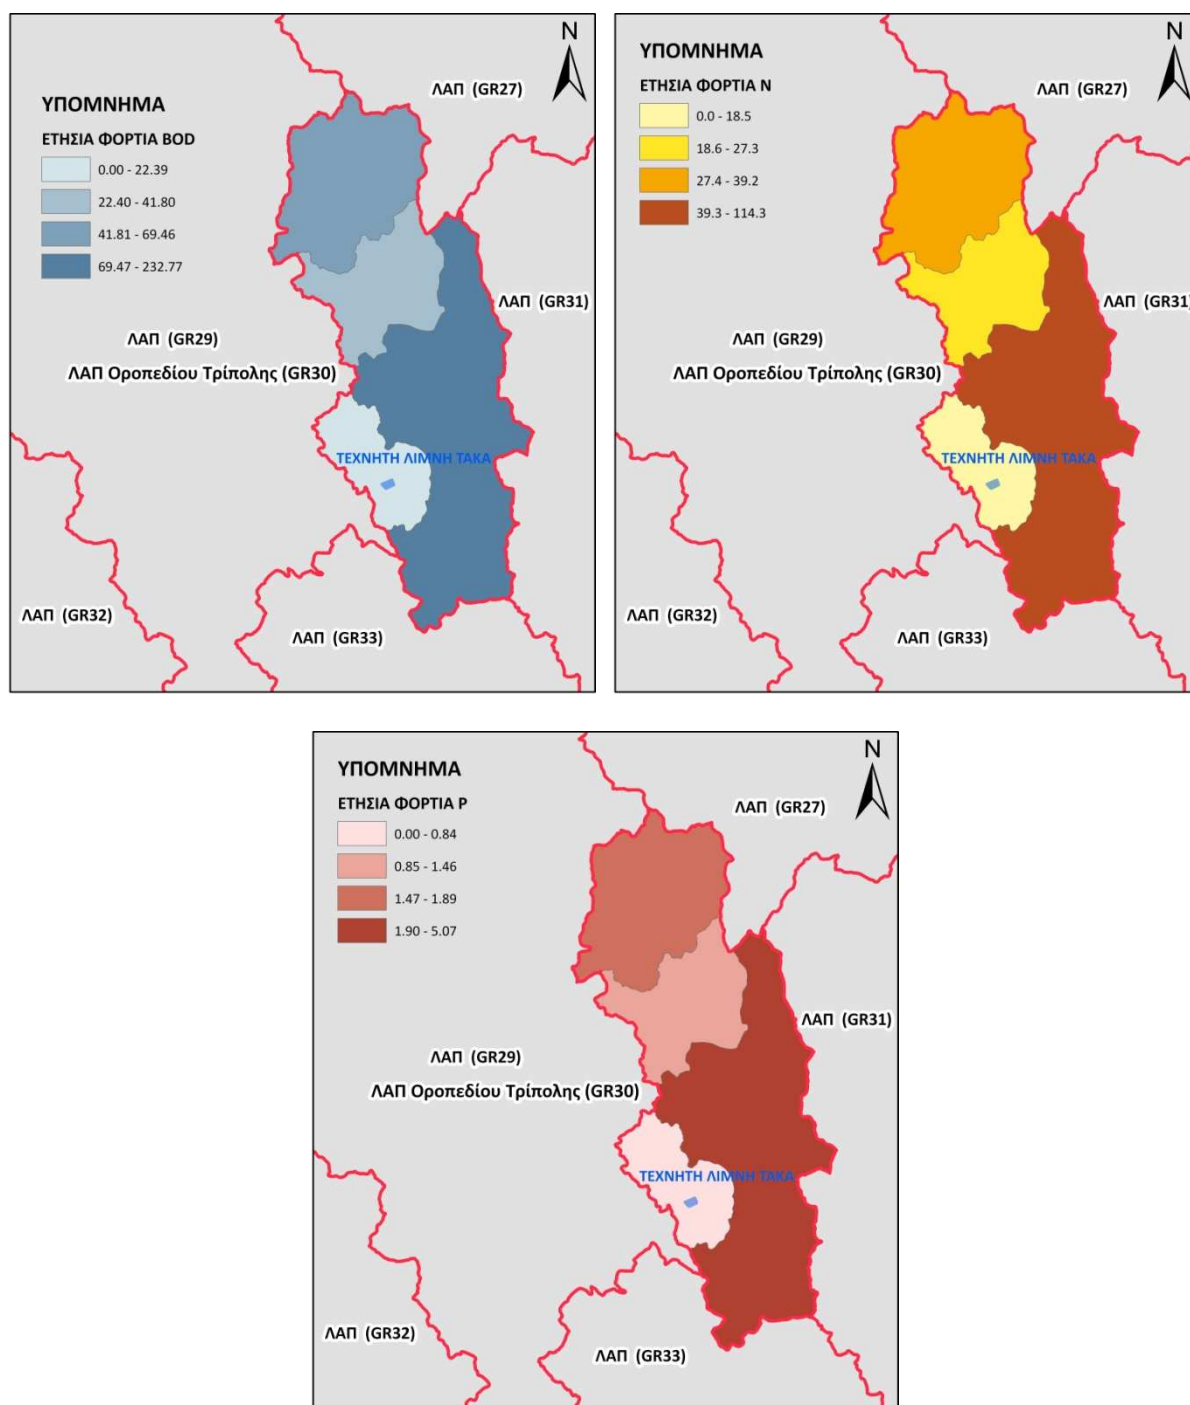 N
ΥΠΟΜΝΗΜΑ
ΕΤΗΣΙΑ ΦΟΡΤΙΑ BOD
0.00 - 22.39
22.40 - 41.80
41.81 - 69.46
69.47 - 232.77
ΛΑΠ (GR27)
ΛΑΠ (GR31)
ΛΑΠ (GR29)
ΛΑΠ Οροπεδίου Τρίπολης (GR30)
ΤΕΧΝΗΤΗ ΛΙΜΝΗ ΤΑΚΑ
ΛΑΠ (GR32)
ΛΑΠ (GR33)
N
ΥΠΟΜΝΗΜΑ
ΕΤΗΣΙΑ ΦΟΡΤΙΑ N
0.0 - 18.5
18.6 - 27.3
27.4 - 39.2
39.3 - 114.3
ΛΑΠ (GR27)
ΛΑΠ (GR31)
ΛΑΠ (GR29)
ΛΑΠ Οροπεδίου Τρίπολης (GR30)
ΤΕΧΝΗΤΗ ΛΙΜΝΗ ΤΑΚΑ
ΛΑΠ (GR32)
ΛΑΠ (GR33)
N
ΥΠΟΜΝΗΜΑ
ΕΤΗΣΙΑ ΦΟΡΤΙΑ P
0.00 - 0.84
0.85 - 1.46
1.47 - 1.89
1.90 - 5.07
ΛΑΠ (GR27)
ΛΑΠ (GR31)
ΛΑΠ (GR29)
ΛΑΠ Οροπεδίου Τρίπολης (GR30)
ΤΕΧΝΗΤΗ ΛΙΜΝΗ ΤΑΚΑ
ΛΑΠ (GR32)
ΛΑΠ (GR33)